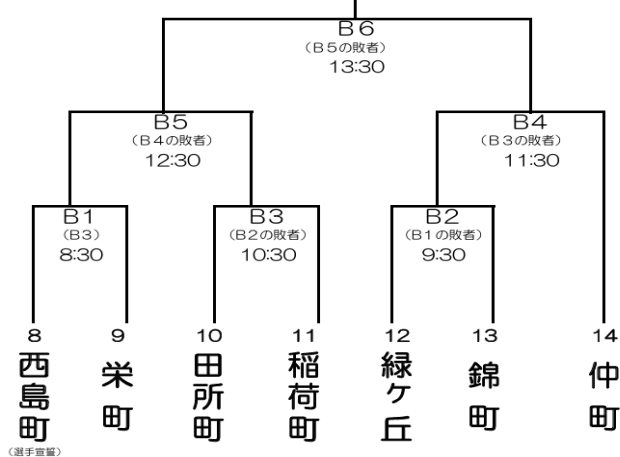 B6
(B5の敗者)
13:30
B5
(B4の敗者)
12:30
B4
(B3の敗者)
11:30
B1
(B3)
8:30
B3
(B2の敗者)
10:30
B2
(B1の敗者)
9:30
8
西島町
(選手宣誓)
9
栄町
10
田所町
11
稲荷町
12
緑ヶ丘
13
錦町
14
仲町